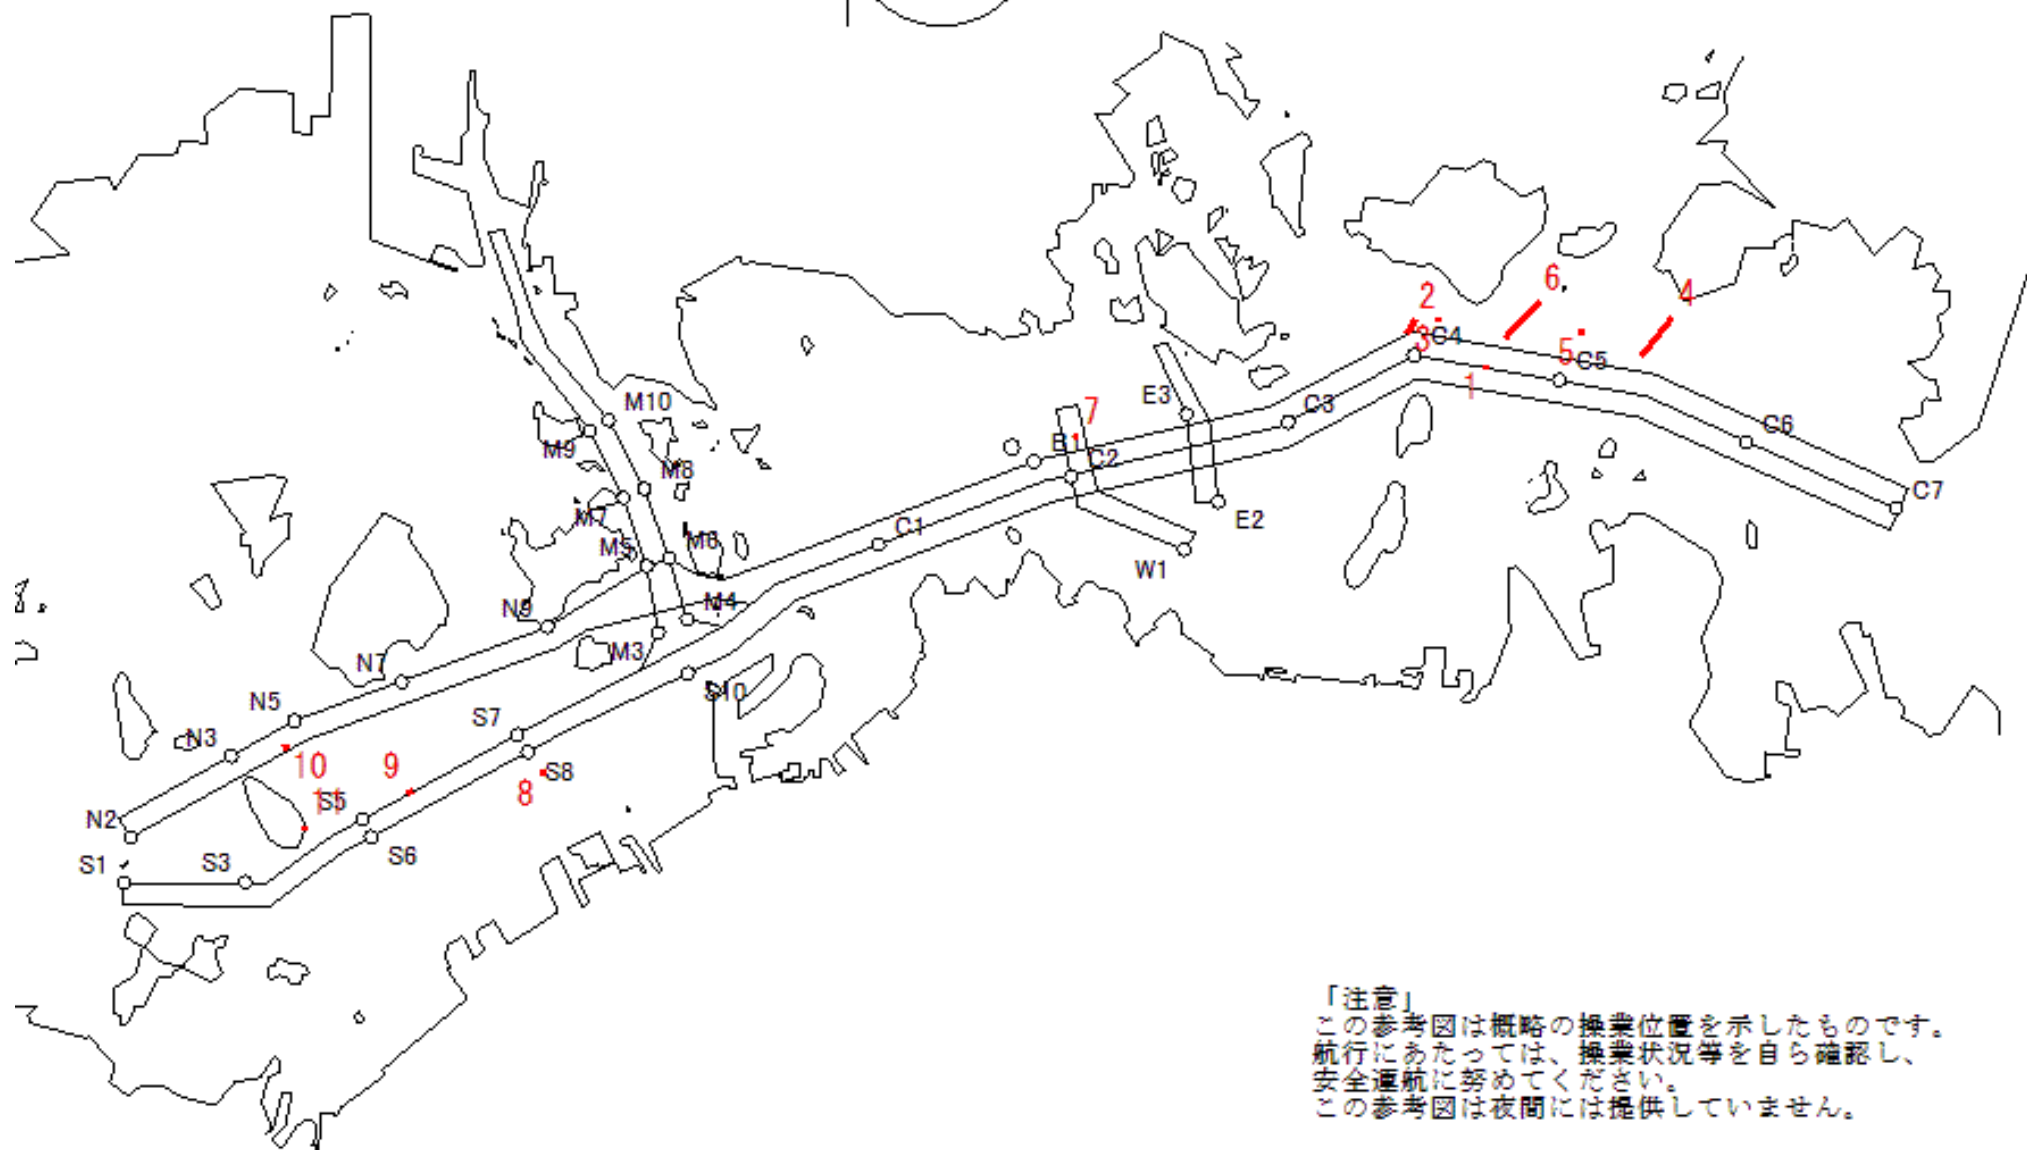 6
4
2
C4
3
5
C5
1
E3
7
C3
M10
B1
C6
M9
C2
M8
C7
M7
E2
C1
M5
M6
W1
N9
M4
M3
N7
S10
N5
S7
N3
10
9
S8
11
S5
8
N2
S6
S1
S3
「注意」
この参考図は概略の操業位置を示したものです。
航行にあたっては、操業状況等を自ら確認し、
安全運航に努めてください。
この参考図は夜間には提供していません。